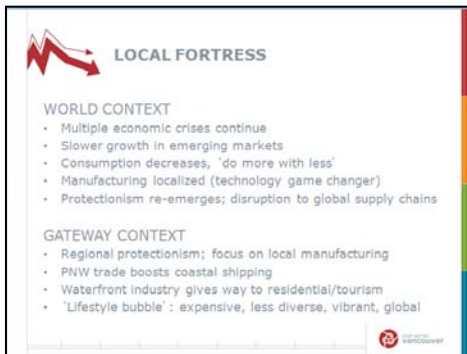 LOCAL FORTRESS
WORLD CONTEXT
• Multiple economic crises continue
• Slower growth in emerging markets
• Consumption decreases, 'do more with less'
• Manufacturing localized (technology game changer)
• Protectionism re-emerges; disruption to global supply chains
GATEWAY CONTEXT
• Regional protectionism; focus on local manufacturing
• PNW trade boosts coastal shipping
• Waterfront industry gives way to residential/tourism
• 'Lifestyle bubble': expensive, less diverse, vibrant, global
vancouver